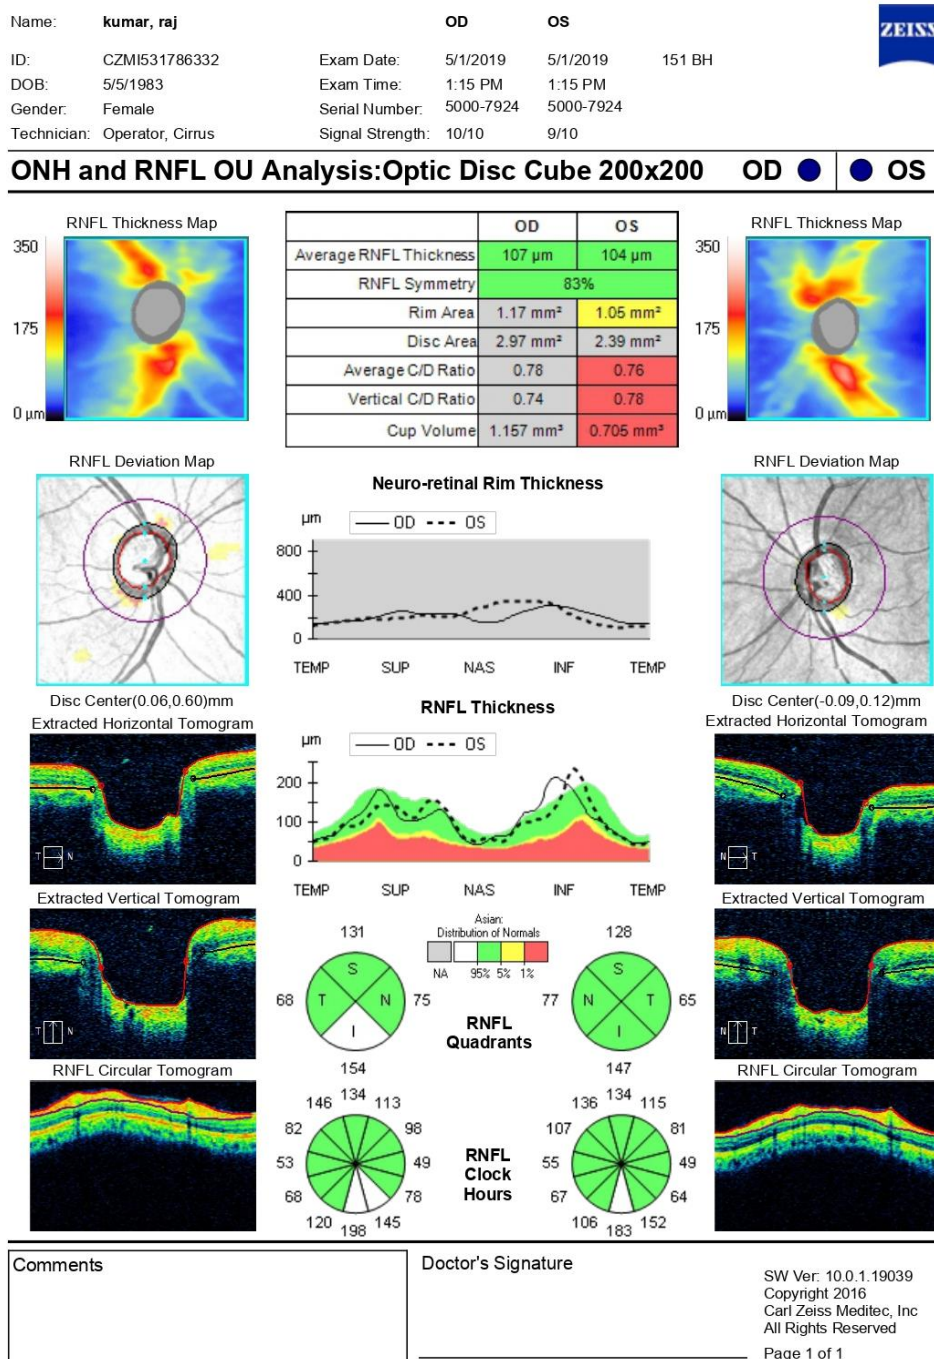 Name: kumar, raj OD OS
ZEISS
ID: CZMI531786332 Exam Date: 5/1/2019 5/1/2019 151 BH
DOB: 5/5/1983 Exam Time: 1:15 PM 1:15 PM
Gender: Female Serial Number: 5000-7924 5000-7924
Technician: Operator, Cirrus Signal Strength: 10/10 9/10
ONH and RNFL OU Analysis:Optic Disc Cube 200x200 OD OS
RNFL Thickness Map
350
175
0 µm
OD OS
Average RNFL Thickness 107 µm 104 µm
RNFL Symmetry 83%
Rim Area 1.17 mm² 1.05 mm²
Disc Area 2.97 mm² 2.39 mm²
Average C/D Ratio 0.78 0.76
Vertical C/D Ratio 0.74 0.78
Cup Volume 1.157 mm³ 0.705 mm³
RNFL Thickness Map
350
175
0 µm
RNFL Deviation Map
Disc Center(0.06,0.60)mm
Neuro-retinal Rim Thickness
µm OD OS
800
400
0
TEMP SUP NAS INF TEMP
RNFL Deviation Map
Disc Center(-0.09,0.12)mm
Extracted Horizontal Tomogram
T N
RNFL Thickness
µm OD OS
200
100
0
TEMP SUP NAS INF TEMP
Extracted Horizontal Tomogram
N T
Extracted Vertical Tomogram
T N
Asian:
Distribution of Normals
NA 95% 5% 1%
131
S
68 T N 75
I
154
RNFL
Quadrants
128
S
77 N T 65
I
147
Extracted Vertical Tomogram
N T
RNFL Circular Tomogram
134
146 113
82 98
53 49
68 78
120 145
198
RNFL
Clock
Hours
134
136 115
107 81
55 49
67 64
106 152
183
RNFL Circular Tomogram
Comments
Doctor's Signature
SW Ver: 10.0.1.19039
Copyright 2016
Carl Zeiss Meditec, Inc
All Rights Reserved
Page 1 of 1